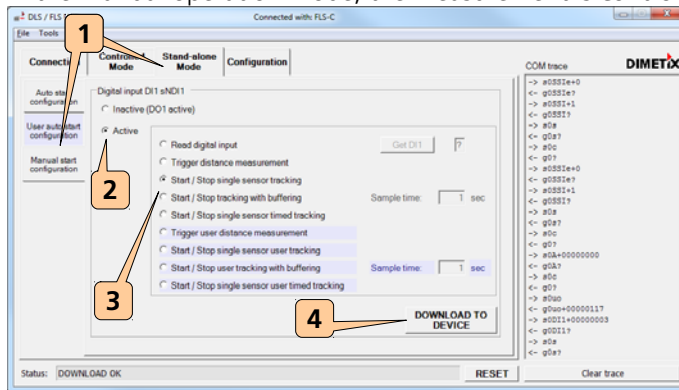 DLS / FLS
Connected with: FLS-C
File Tools
1
Connection
Controlled Mode
Stand-alone Mode
Configuration
COM trace
DIMETIX
Auto start configuration
User auto start configuration
Manual start configuration
Digital input DI1 sNDI1
Inactive (DO1 active)
Active
2
Read digital input
Get DI1
?
Trigger distance measurement
Start / Stop single sensor tracking
Start / Stop tracking with buffering
Sample time: 1 sec
Start / Stop single sensor timed tracking
Trigger user distance measurement
Start / Stop single sensor user tracking
Start / Stop user tracking with buffering
Sample time: 1 sec
Start / Stop single sensor user timed tracking
3
4
DOWNLOAD TO DEVICE
-> s0SSIe+0
<- g0SSIe?
-> s0SSI+1
<- g0SSI?
-> s0s
<- g0s?
-> s0c
<- g0?
-> s0SSIe+0
<- g0SSIe?
-> s0SSI+1
<- g0SSI?
-> s0s
<- g0s?
-> s0c
<- g0?
-> s0A+00000000
<- g0A?
-> s0c
<- g0?
-> s0uo
<- g0uo+00000117
-> s0DI1+00000003
<- g0DI1?
-> s0s
<- g0s?
Status: DOWNLOAD OK
RESET
Clear trace